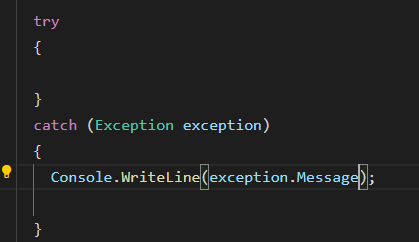 try
{
}
catch (Exception exception)
{
Console.WriteLine(exception.Message);
}